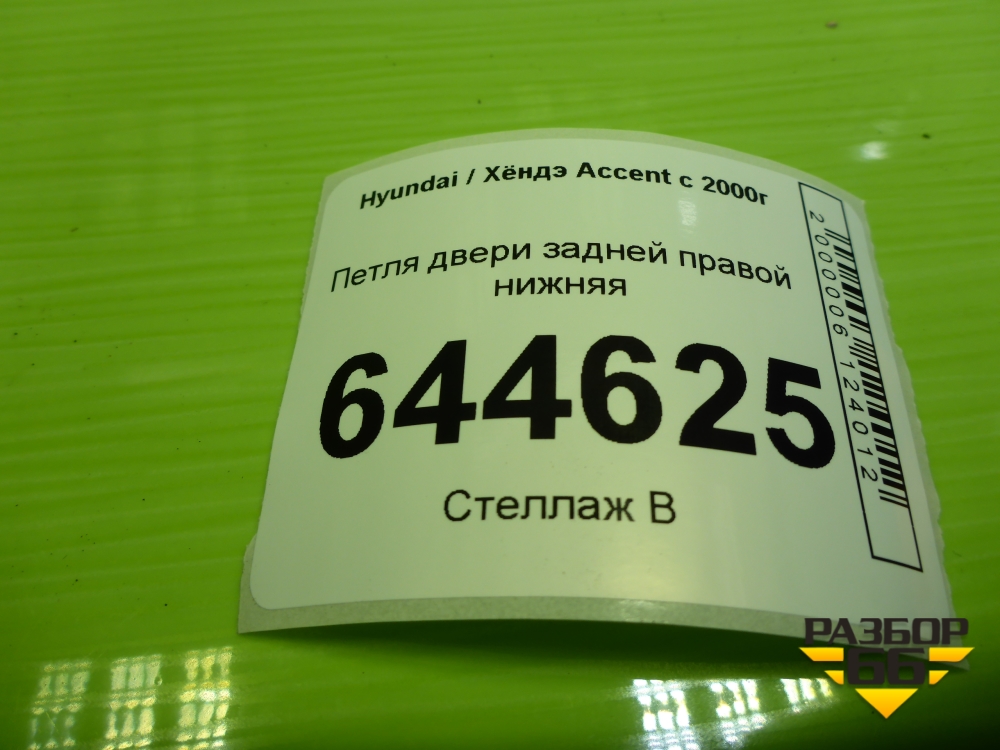 Hyundai / Хёндэ Accent с 2000г
Петля двери задней правой
нижняя
644625
Стеллаж В
2000006124012
РАЗБОР
66